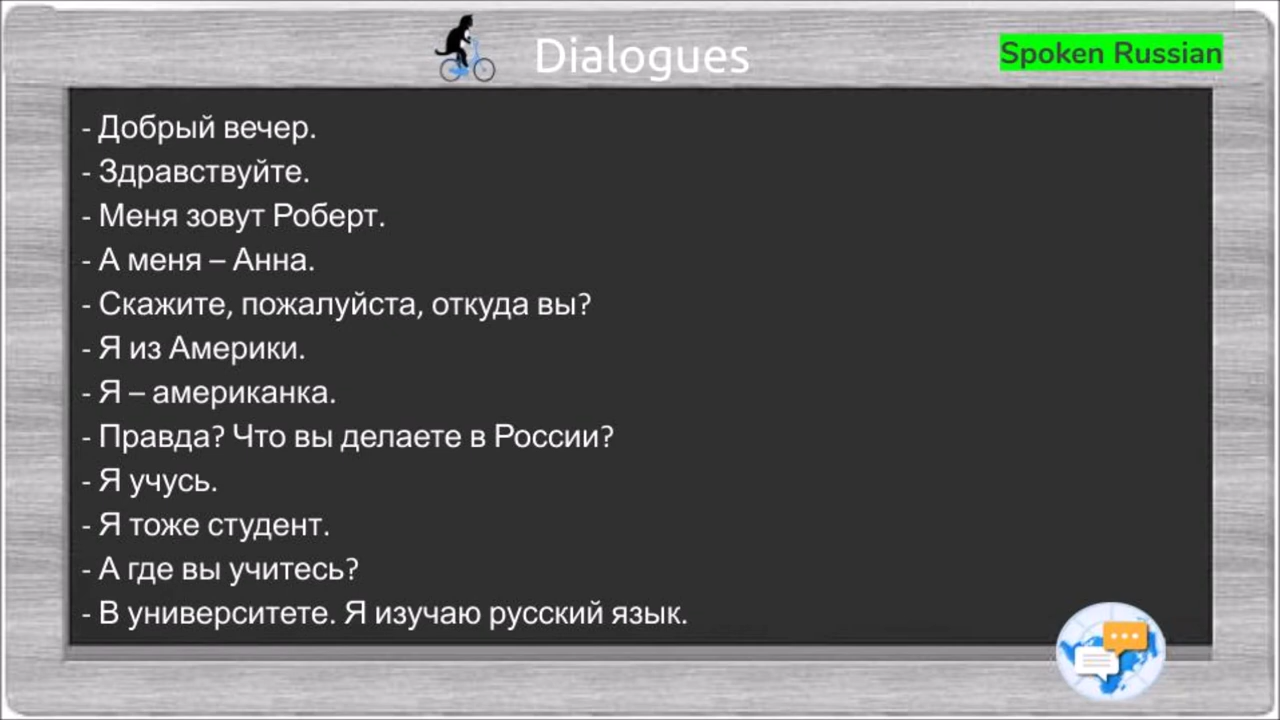 Dialogues
Spoken Russian
- Добрый вечер.
- Здравствуйте.
- Меня зовут Роберт.
- А меня – Анна.
- Скажите, пожалуйста, откуда вы?
- Я из Америки.
- Я – американка.
- Правда? Что вы делаете в России?
- Я учусь.
- Я тоже студент.
- А где вы учитесь?
- В университете. Я изучаю русский язык.